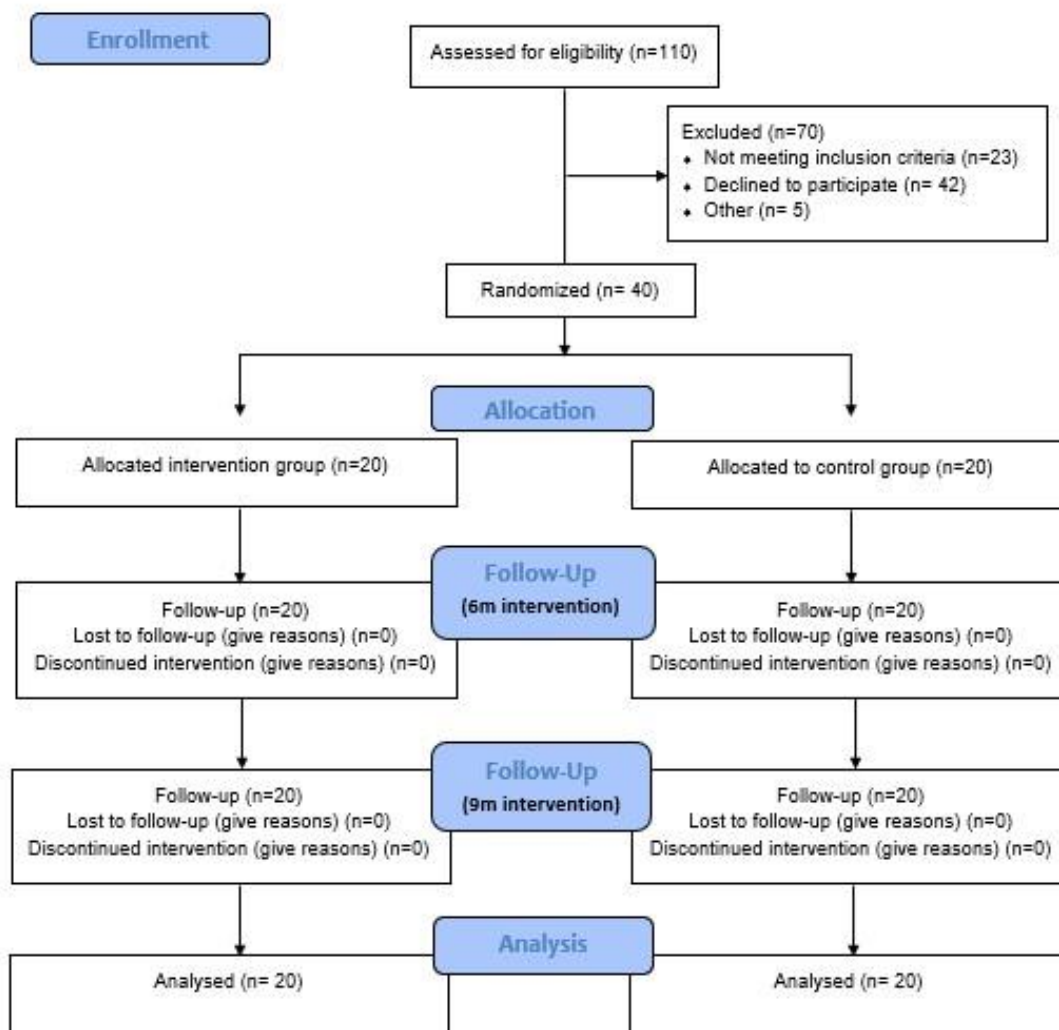 Enrollment
Assessed for eligibility (n=110)
Excluded (n=70)
♦ Not meeting inclusion criteria (n=23)
♦ Declined to participate (n= 42)
♦ Other (n= 5)
Randomized (n= 40)
Allocation
Allocated intervention group (n=20)
Allocated to control group (n=20)
Follow-Up
(6m intervention)
Follow-up (n=20)
Lost to follow-up (give reasons) (n=0)
Discontinued intervention (give reasons) (n=0)
Follow-up (n=20)
Lost to follow-up (give reasons) (n=0)
Discontinued intervention (give reasons) (n=0)
Follow-Up
(9m intervention)
Follow-up (n=20)
Lost to follow-up (give reasons) (n=0)
Discontinued intervention (give reasons) (n=0)
Follow-up (n=20)
Lost to follow-up (give reasons) (n=0)
Discontinued intervention (give reasons) (n=0)
Analysis
Analysed (n= 20)
Analysed (n= 20)